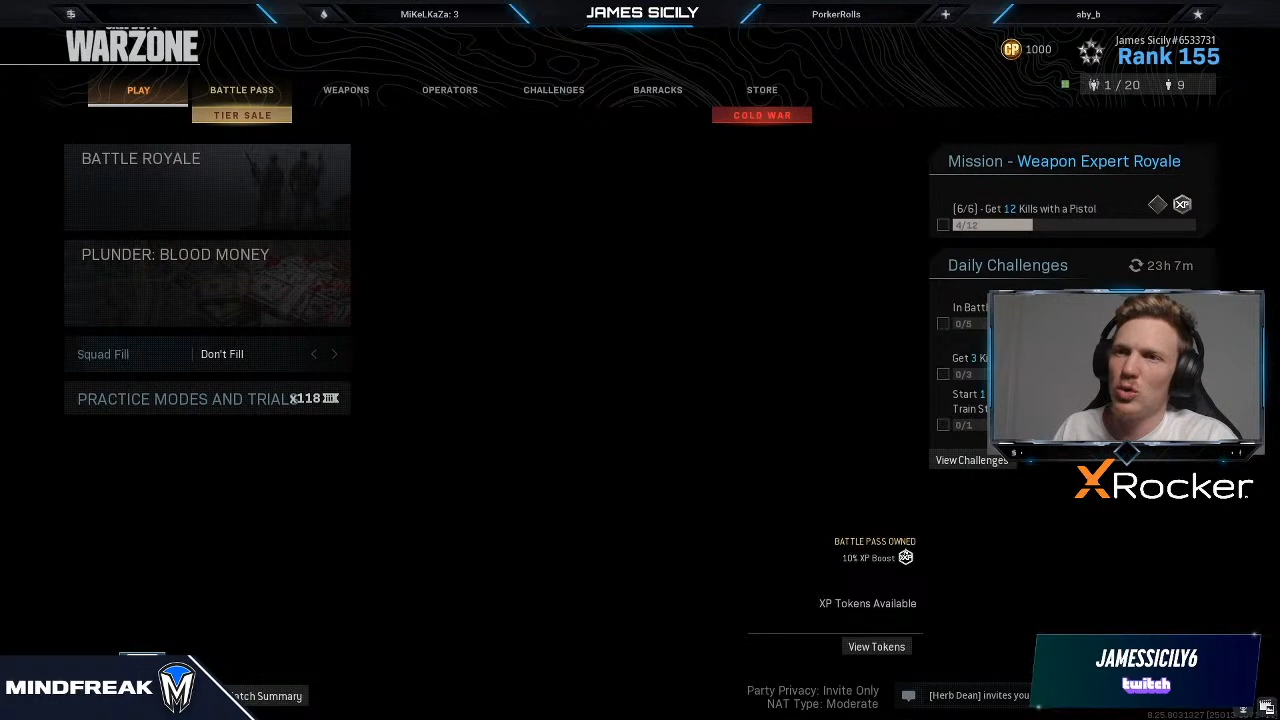 MiKeLKaZa: 3
JAMES SICILY
PorkerRolls
aby_b
WARZONE
CP 1000
James Sicily#6533731
Rank 155
1 / 20
9
PLAY
BATTLE PASS
WEAPONS
OPERATORS
CHALLENGES
BARRACKS
STORE
TIER SALE
COLD WAR
BATTLE ROYALE
PLUNDER: BLOOD MONEY
Squad Fill
Don't Fill
PRACTICE MODES AND TRIALS
x118
Mission - Weapon Expert Royale
(6/6) - Get 12 Kills with a Pistol
XP
4/12
Daily Challenges
23h 7m
In Battl
0/5
Get 3 Ki
0/3
Start 1
Train St
0/1
View Challenges
XRocker
BATTLE PASS OWNED
10% XP Boost
XP Tokens Available
View Tokens
JAMESSICILY6
twitch
MINDFREAK
atch Summary
Party Privacy: Invite Only
NAT Type: Moderate
[Herb Dean] invites you